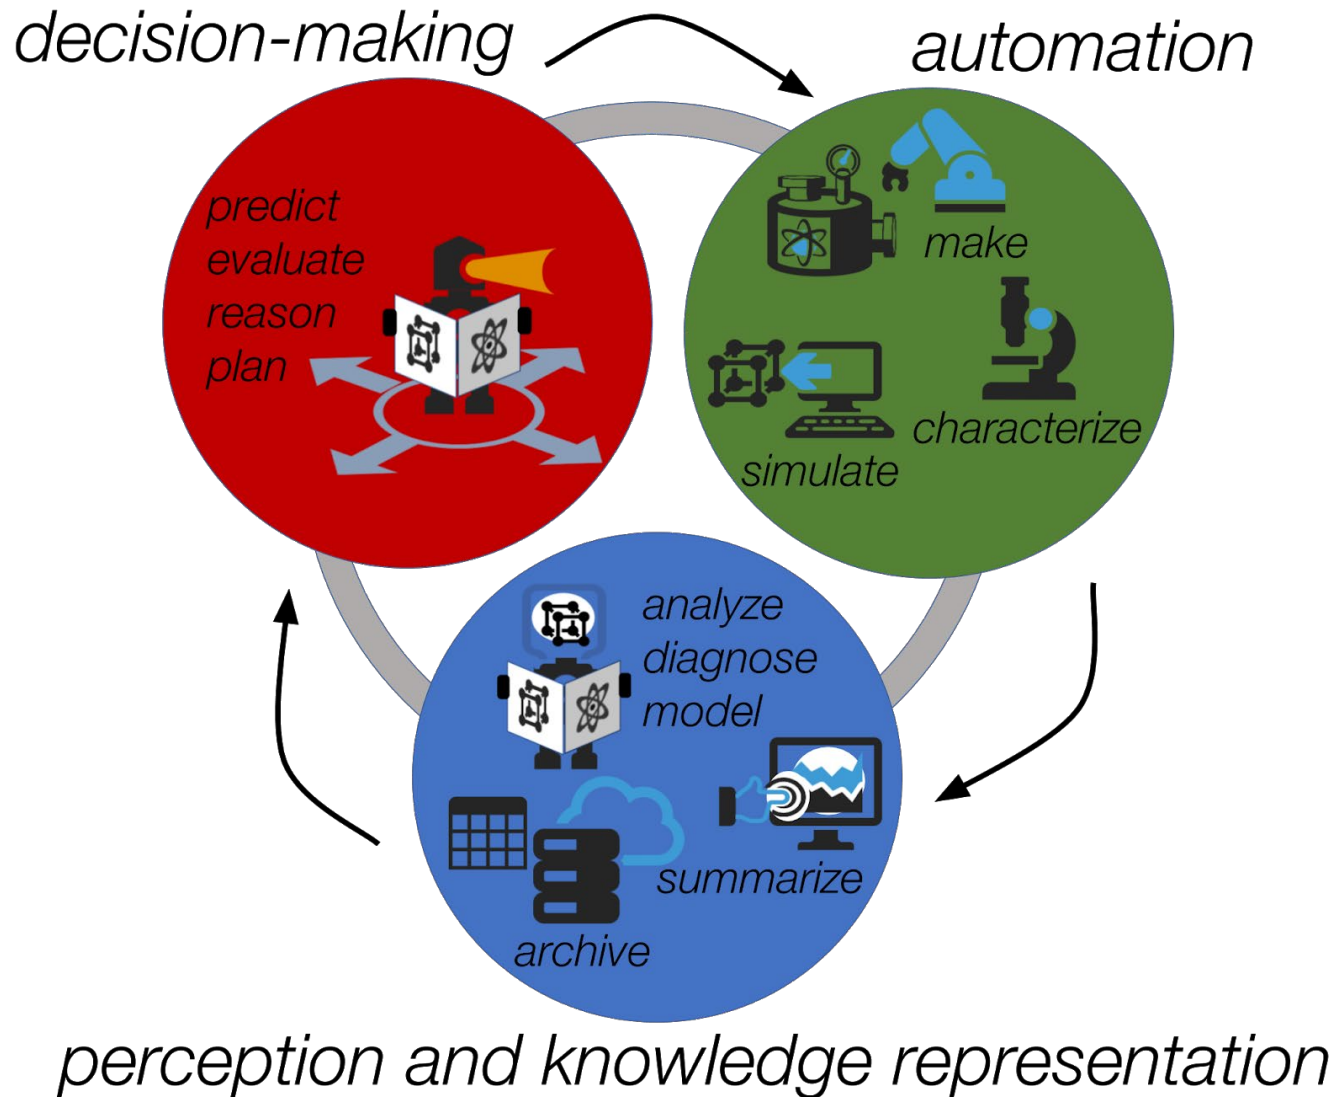 decision-making
automation
predict
evaluate
reason
plan
make
characterize
simulate
analyze
diagnose
model
summarize
archive
perception and knowledge representation